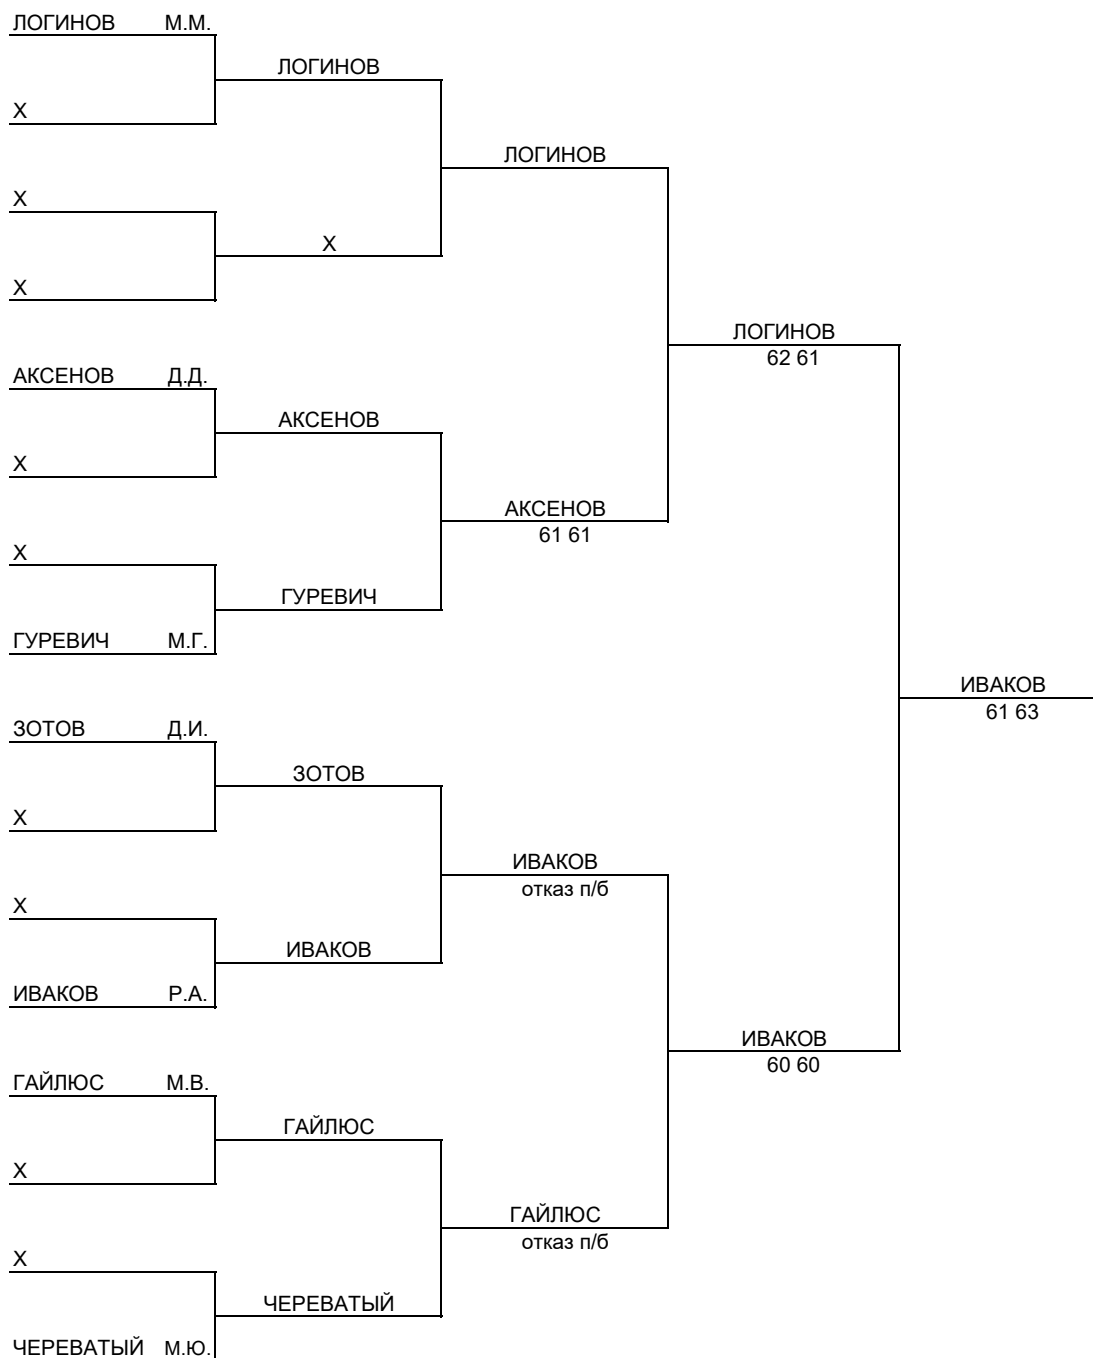 ЛОГИНОВ М.М.
ЛОГИНОВ
Х
ЛОГИНОВ
Х
Х
Х
ЛОГИНОВ
62 61
АКСЕНОВ Д.Д.
АКСЕНОВ
Х
АКСЕНОВ
61 61
Х
ГУРЕВИЧ
ГУРЕВИЧ М.Г.
ИВАКОВ
61 63
ЗОТОВ Д.И.
ЗОТОВ
Х
ИВАКОВ
отказ п/б
Х
ИВАКОВ
ИВАКОВ Р.А.
ИВАКОВ
60 60
ГАЙЛЮС М.В.
ГАЙЛЮС
Х
ГАЙЛЮС
отказ п/б
Х
ЧЕРЕВАТЫЙ
ЧЕРЕВАТЫЙ М.Ю.